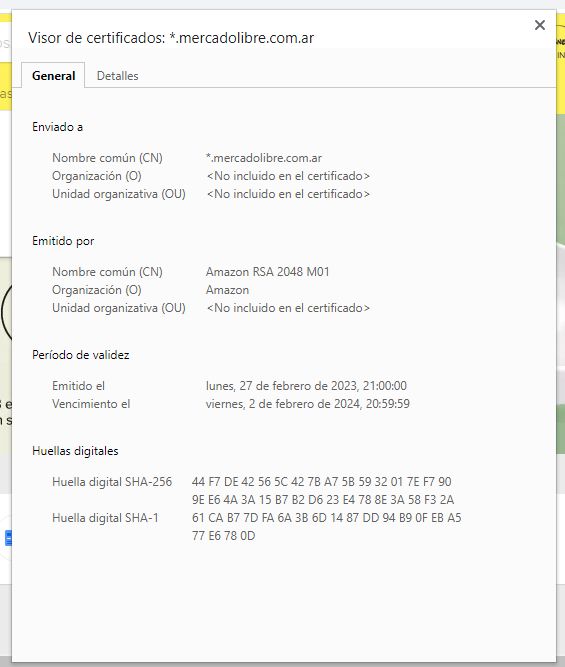 Visor de certificados: *.mercadolibre.com.ar
General Detalles
Enviado a
Nombre común (CN) *.mercadolibre.com.ar
Organización (O) <No incluido en el certificado>
Unidad organizativa (OU) <No incluido en el certificado>
Emitido por
Nombre común (CN) Amazon RSA 2048 M01
Organización (O) Amazon
Unidad organizativa (OU) <No incluido en el certificado>
Período de validez
Emitido el lunes, 27 de febrero de 2023, 21:00:00
Vencimiento el viernes, 2 de febrero de 2024, 20:59:59
Huellas digitales
Huella digital SHA-256 44 F7 DE 42 56 5C 42 7B A7 5B 59 32 01 7E F7 90
9E E6 4A 3A 15 B7 B2 D6 23 E4 78 8E 3A 58 F3 2A
Huella digital SHA-1 61 CA B7 7D FA 6A 3B 6D 14 87 DD 94 B9 0F EB A5
77 E6 78 0D